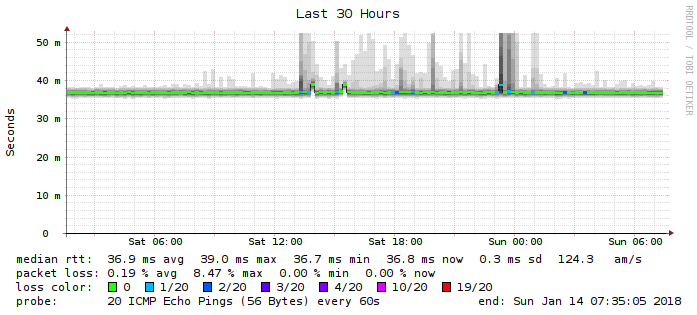 Last 30 Hours
RRDTOOL / TOBI OETIKER
Seconds
50 m
40 m
30 m
20 m
10 m
0
Sat 06:00 Sat 12:00 Sat 18:00 Sun 00:00 Sun 06:00
median rtt: 36.9 ms avg 39.0 ms max 36.7 ms min 36.8 ms now 0.3 ms sd 124.3 am/s
packet loss: 0.19 % avg 8.47 % max 0.00 % min 0.00 % now
loss color: 0 1/20 2/20 3/20 4/20 10/20 19/20
probe: 20 ICMP Echo Pings (56 Bytes) every 60s end: Sun Jan 14 07:35:05 2018